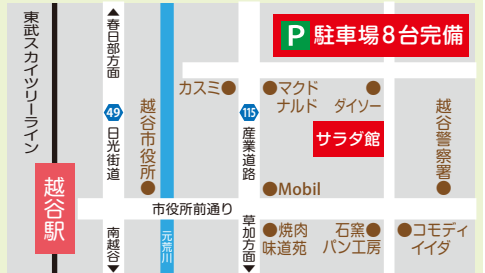 東武スカイツリーライン
▲春日部方面
P 駐車場8台完備
カスミ●
●マクド
ナルド
●
ダイソー
49
日光街道
越谷市役所
115
産業道路
サラダ館
越谷警察署
越谷駅
●Mobil
市役所前通り
南越谷▼
元荒川
草加方面▼
●焼肉
味道苑
石窯●
パン工房
●コモディ
イイダ